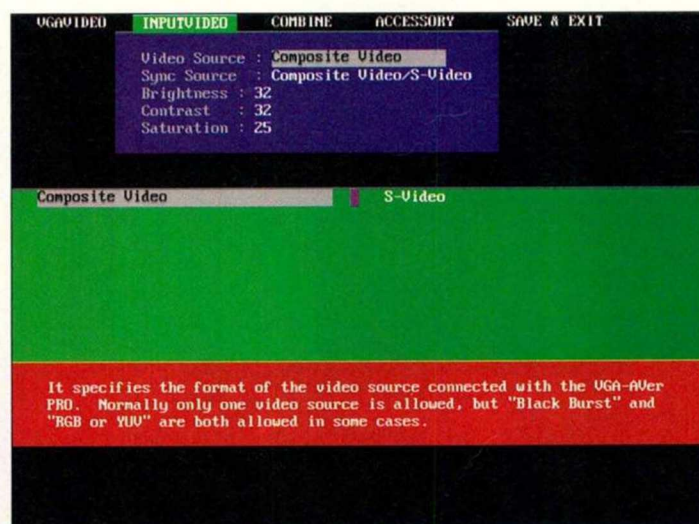 VGAVIDEO INPUTVIDEO COMBINE ACCESSORY SAVE & EXIT
Video Source : Composite Video
Sync Source : Composite Video/S-Video
Brightness : 32
Contrast : 32
Saturation : 25
Composite Video S-Video
It specifies the format of the video source connected with the VGA-AVer
PRO. Normally only one video source is allowed, but "Black Burst" and
"RGB or YUV" are both allowed in some cases.